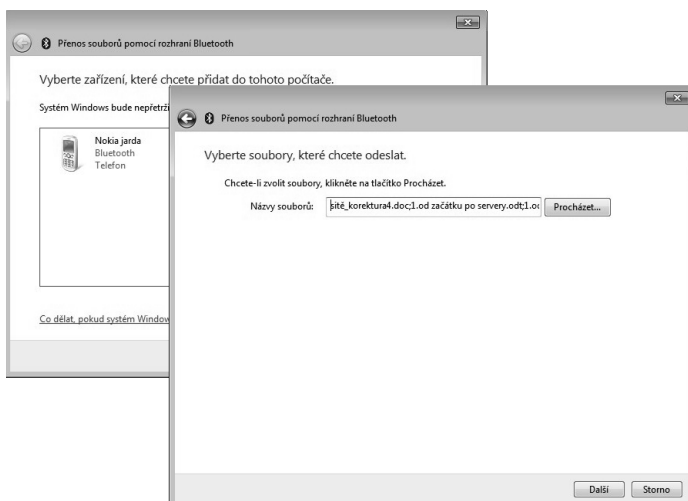 Přenos souborů pomocí rozhraní Bluetooth
Vyberte zařízení, které chcete přidat do tohoto počítače.
Systém Windows bude nepřetrži
Nokia jarda
Bluetooth
Telefon
Co dělat, pokud systém Window
Přenos souborů pomocí rozhraní Bluetooth
Vyberte soubory, které chcete odeslat.
Chcete-li zvolit soubory, klikněte na tlačítko Procházet.
Názvy souborů: sítě_korektura4.doc;1.od začátku po servery.odt;1.od Procházet...
Další Storno